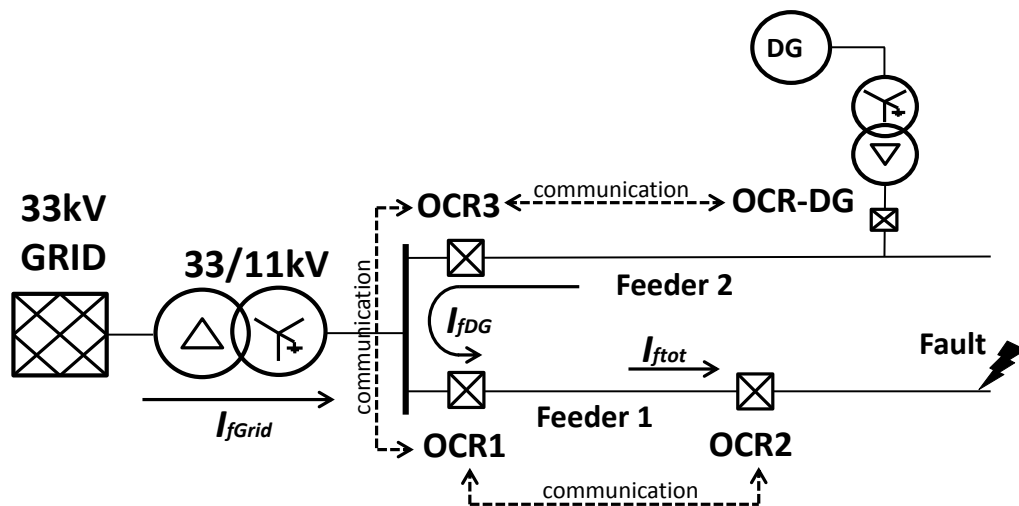 DG
communication
OCR3
OCR-DG
33kV
GRID
33/11kV
communication
Feeder 2
IfDG
Iftot
Fault
IfGrid
Feeder 1
OCR1
OCR2
communication